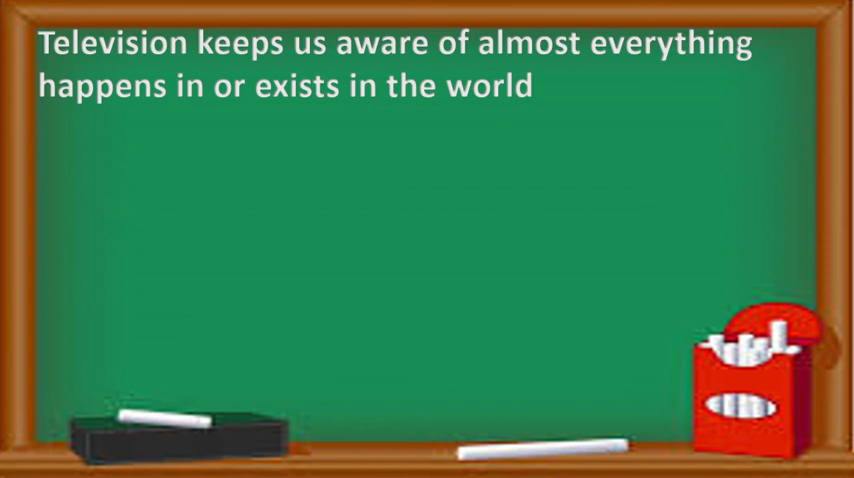 Television keeps us aware of almost everything
happens in or exists in the world